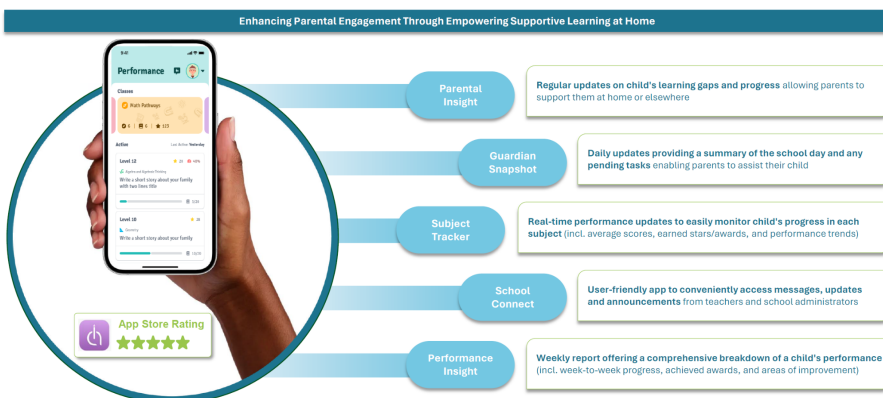 Enhancing Parental Engagement Through Empowering Supportive Learning at Home
9:41
Performance
Classes
Math Pathways
Action
Last Active Yesterday
Level 12
Write a short story about your family
with two lines title
Level 10
Geometry
Write a short story about your family
App Store Rating
Parental
Insight
Regular updates on child's learning gaps and progress allowing parents to
support them at home or elsewhere
Guardian
Snapshot
Daily updates providing a summary of the school day and any
pending tasks enabling parents to assist their child
Subject
Tracker
Real-time performance updates to easily monitor child's progress in each
subject (incl. average scores, earned stars/awards, and performance trends)
School
Connect
User-friendly app to conveniently access messages, updates
and announcements from teachers and school administrators
Performance
Insight
Weekly report offering a comprehensive breakdown of a child's performance
(incl. week-to-week progress, achieved awards, and areas of improvement)